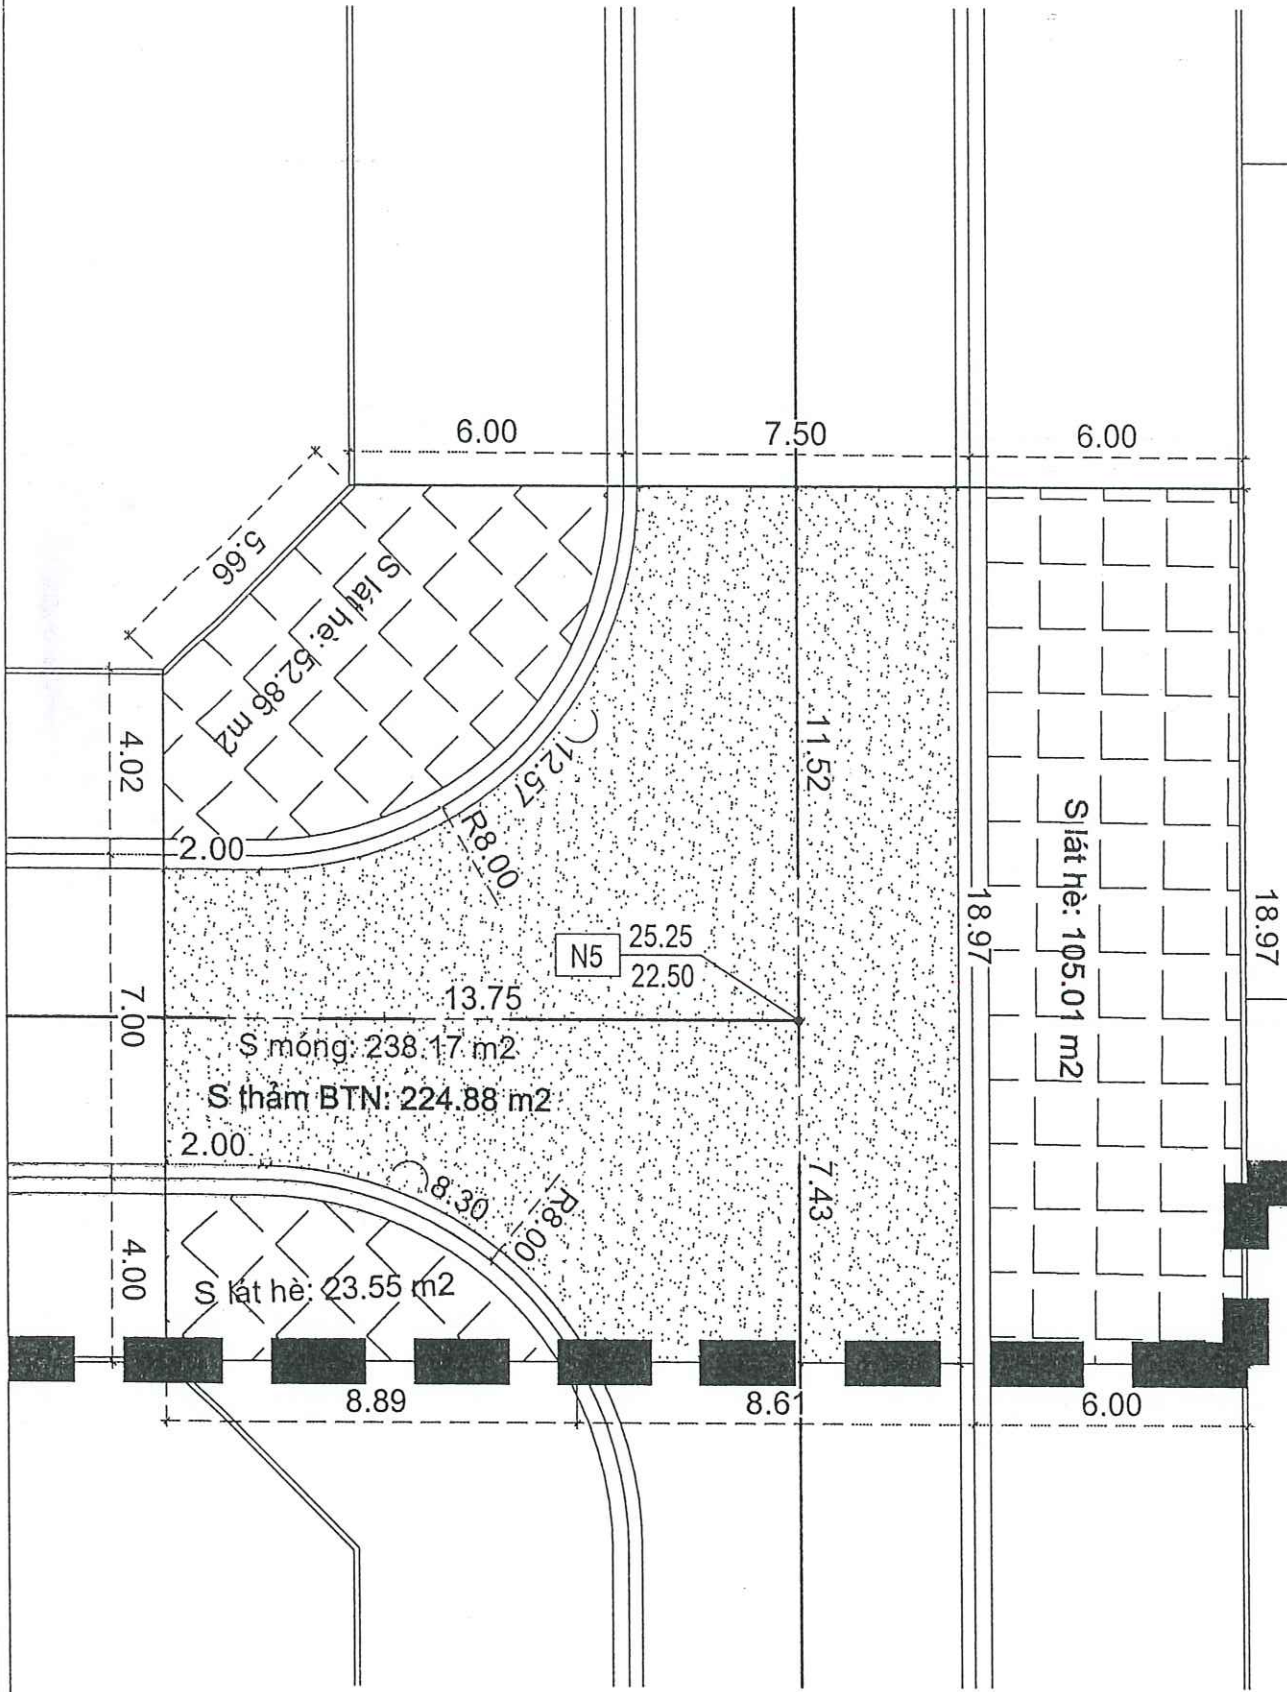 6.00
7.50
6.00
5.66
S lát hè: 52.86 m2
4.02
2.00
12.57
R8.00
11.52
S lát hè: 105.01 m2
18.97
18.97
N5
25.25
22.50
13.75
7.00
S móng: 238.17 m2
S thảm BTN: 224.88 m2
2.00
8.30
R8.00
7.43
4.00
S lát hè: 23.55 m2
8.89
8.61
6.00